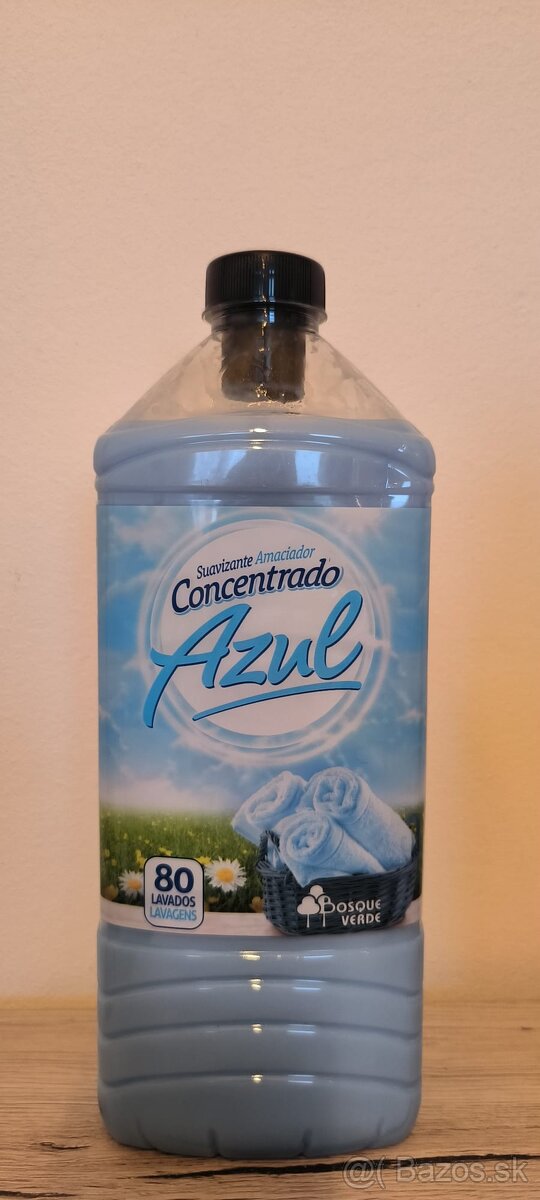 Suavizante Amaciador
Concentrado
Azul
80
LAVADOS
LAVAGENS
BOSQUE
VERDE
@( Bazos.sk